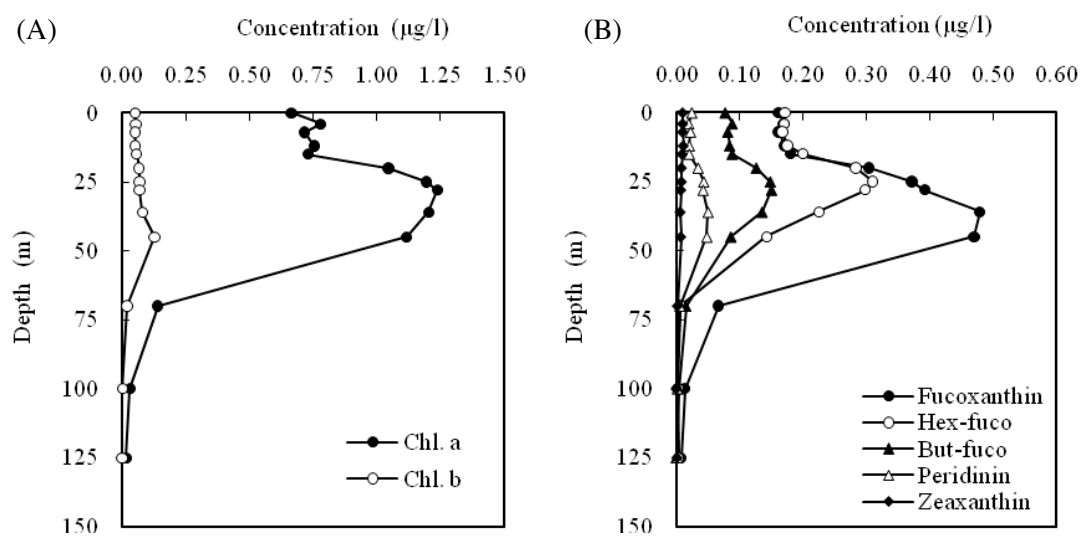 (A)
Concentration (µg/l)
0.00 0.25 0.50 0.75 1.00 1.25 1.50
0
25
50
75
100
125
150
Depth (m)
Chl. a
Chl. b
(B)
Concentration (µg/l)
0.00 0.10 0.20 0.30 0.40 0.50 0.60
0
25
50
75
100
125
150
Depth (m)
Fucoxanthin
Hex-fuco
But-fuco
Peridinin
Zeaxanthin